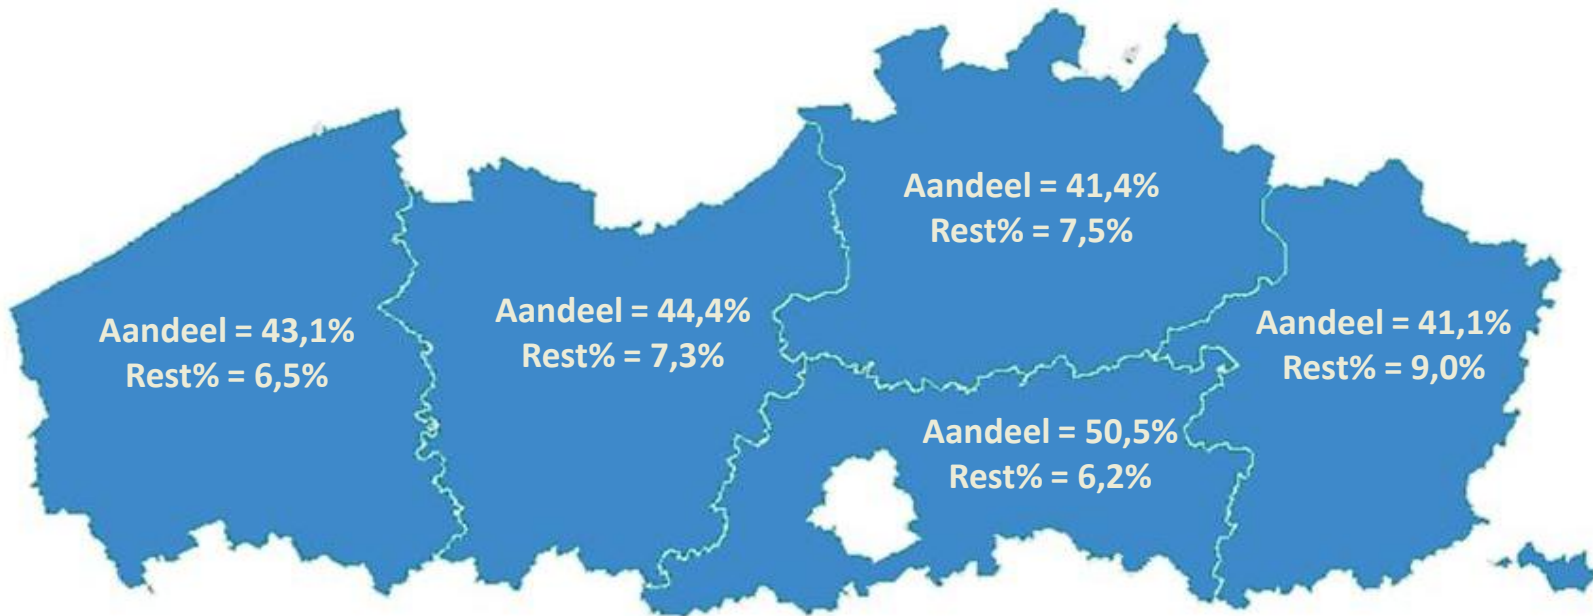 Aandeel = 41,4%
Rest% = 7,5%
Aandeel = 43,1%
Rest% = 6,5%
Aandeel = 44,4%
Rest% = 7,3%
Aandeel = 41,1%
Rest% = 9,0%
Aandeel = 50,5%
Rest% = 6,2%